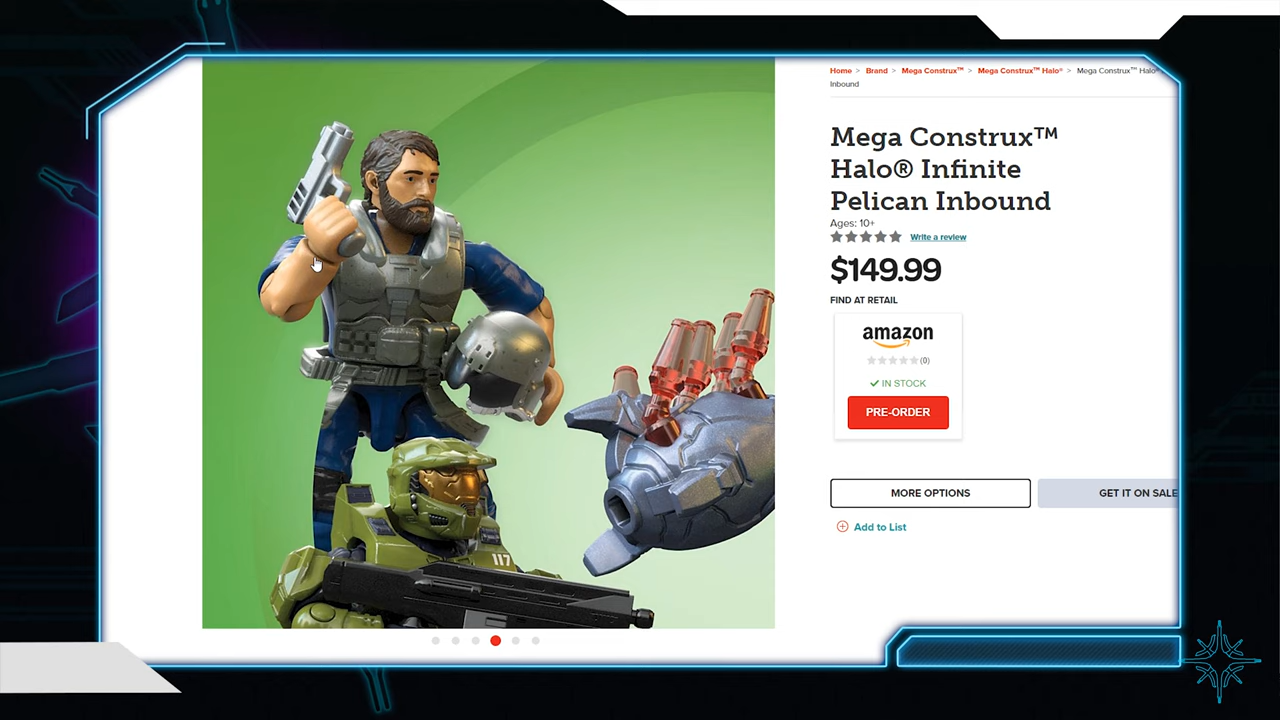 Home > Brand > Mega Construx™ > Mega Construx™ Halo® > Mega Construx™ Halo®
Inbound
Mega Construx™
Halo® Infinite
Pelican Inbound
Ages: 10+
Write a review
$149.99
FIND AT RETAIL
amazon
(0)
IN STOCK
PRE-ORDER
MORE OPTIONS
GET IT ON SALE
Add to List
117